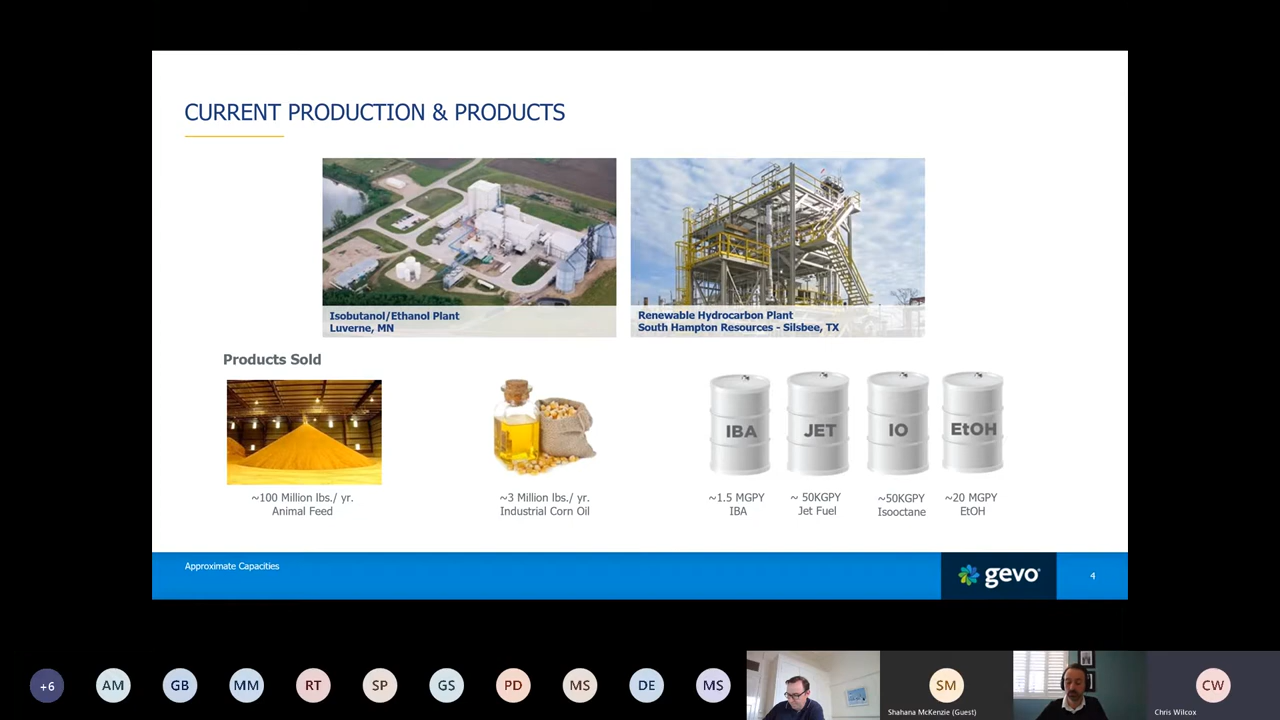 CURRENT PRODUCTION & PRODUCTS
Isobutanol/Ethanol Plant
Luverne, MN
Renewable Hydrocarbon Plant
South Hampton Resources - Silsbee, TX
Products Sold
IBA
JET
IO
EtOH
~100 Million lbs./ yr.
Animal Feed
~3 Million lbs./ yr.
Industrial Corn Oil
~1.5 MGPY
IBA
~ 50KGPY
Jet Fuel
~50KGPY
Isooctane
~20 MGPY
EtOH
Approximate Capacities
gevo
4
+6
AM
GB
MM
RT
SP
GS
PD
MS
DE
MS
SM
Shahana McKenzie (Guest)
CW
Chris Wilcox